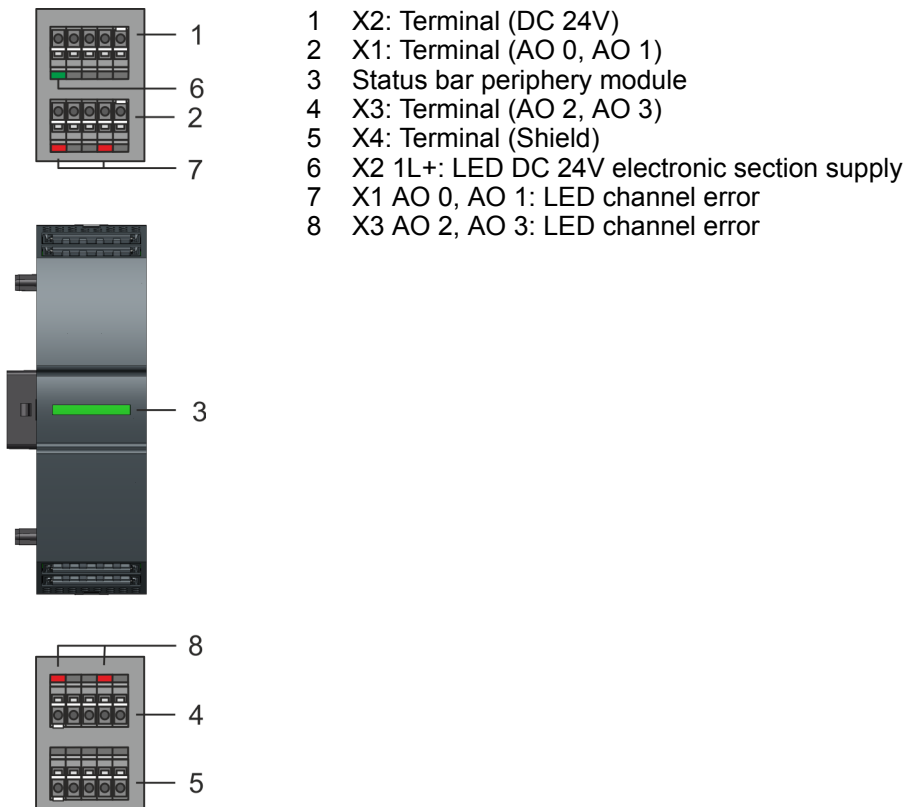 1 X2: Terminal (DC 24V)
2 X1: Terminal (AO 0, AO 1)
3 Status bar periphery module
4 X3: Terminal (AO 2, AO 3)
5 X4: Terminal (Shield)
6 X2 1L+: LED DC 24V electronic section supply
7 X1 AO 0, AO 1: LED channel error
8 X3 AO 2, AO 3: LED channel error
1
6
2
7
3
8
4
5